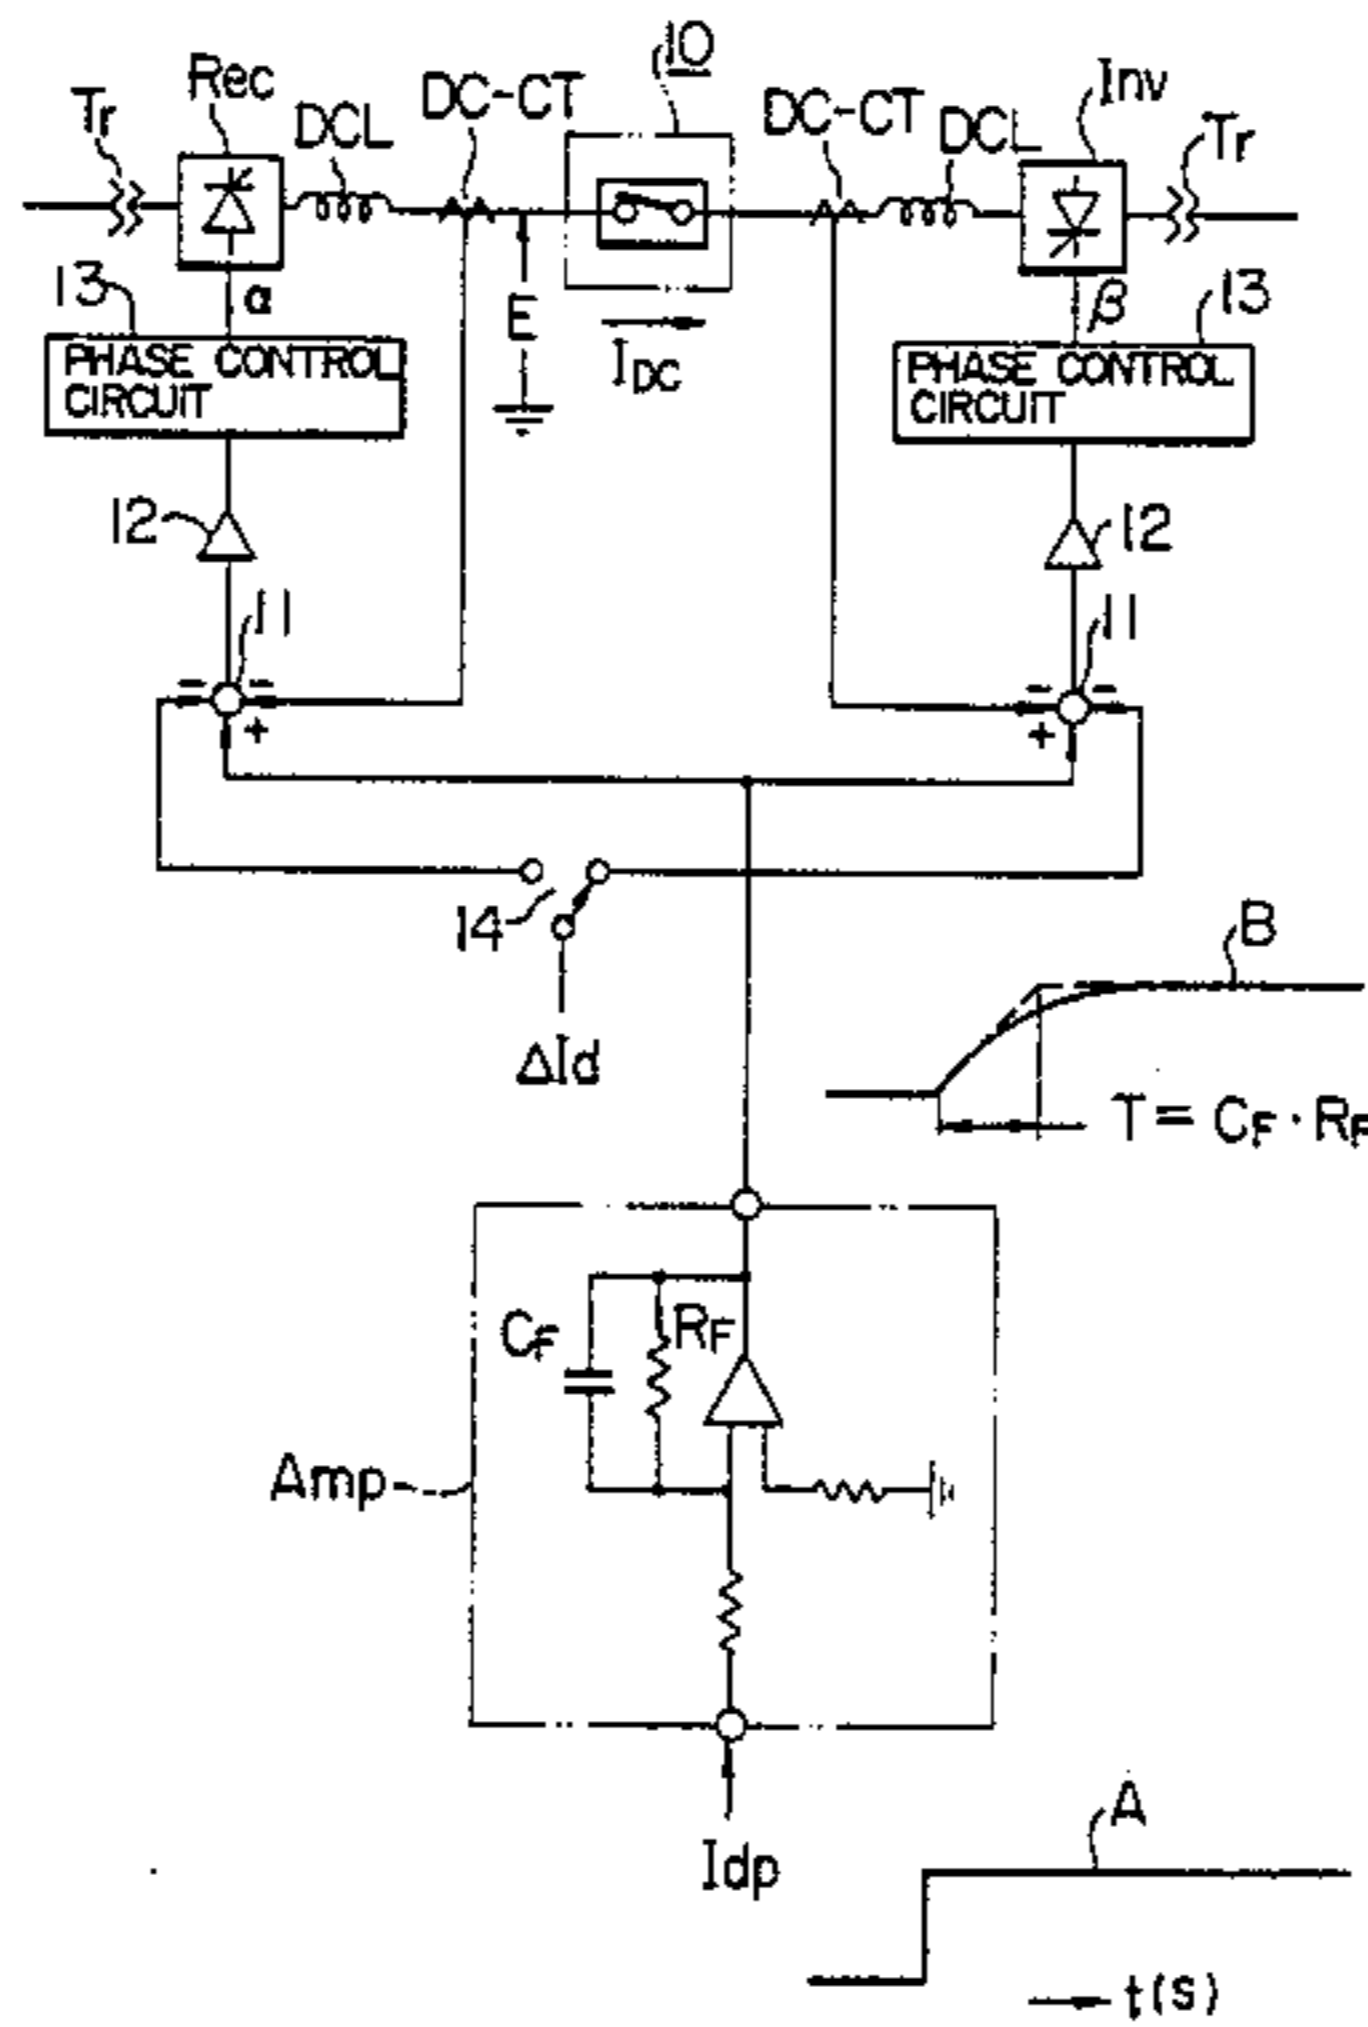 10
Rec
Inv
DC-CT
DC-CT
Tr
DCL
DCL
Tr
13
α
E
IDC
β
13
PHASE CONTROL
CIRCUIT
PHASE CONTROL
CIRCUIT
12
12
11
11
- -
+
- -
+
14
B
ΔId
T = CF · RF
CF
RF
Amp
A
Idp
t(s)